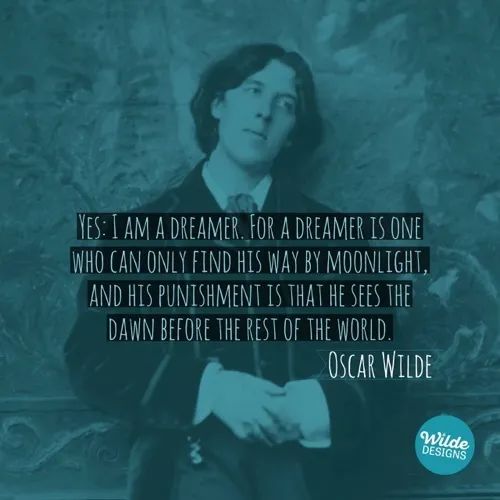 Yes: I am a dreamer. For a dreamer is one
who can only find his way by moonlight,
and his punishment is that he sees the
dawn before the rest of the world.
Oscar Wilde
Wilde
DESIGNS